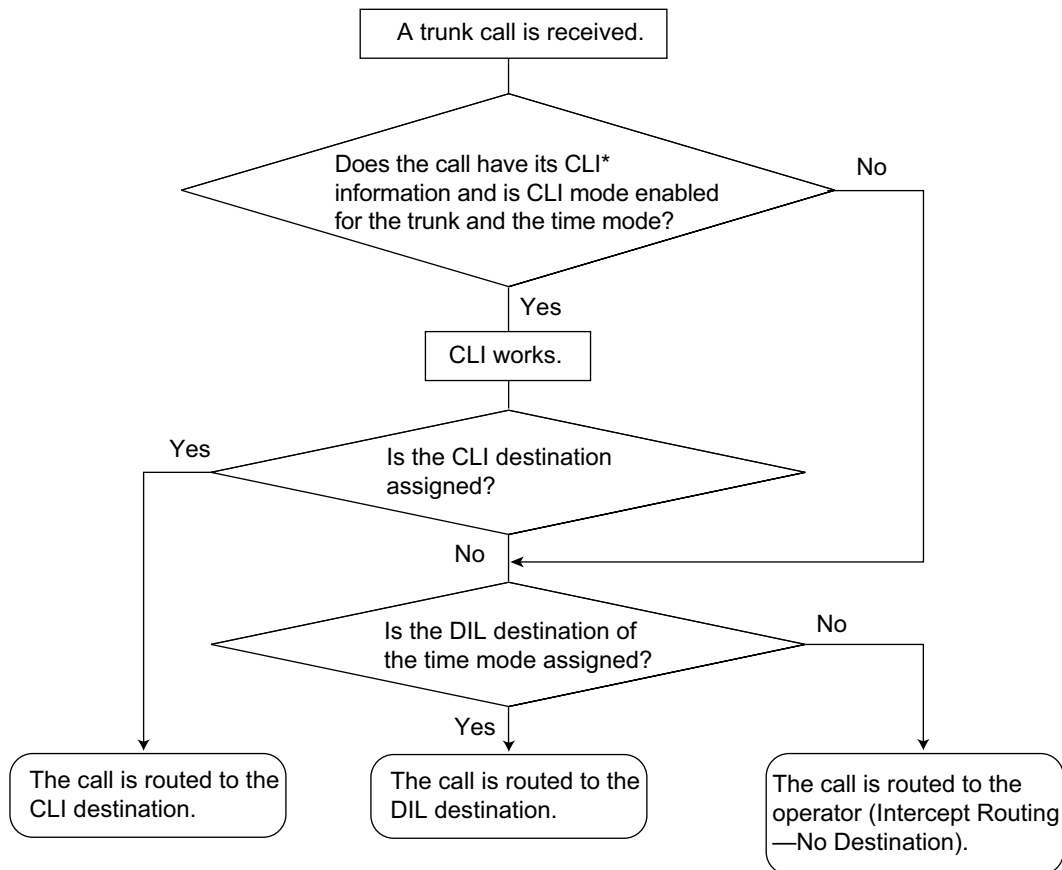 A trunk call is received.
Does the call have its CLI*
information and is CLI mode enabled
for the trunk and the time mode?
No
Yes
CLI works.
Yes
Is the CLI destination
assigned?
No
Is the DIL destination of
the time mode assigned?
No
Yes
The call is routed to the
CLI destination.
The call is routed to the
DIL destination.
The call is routed to the
operator (Intercept Routing
—No Destination).